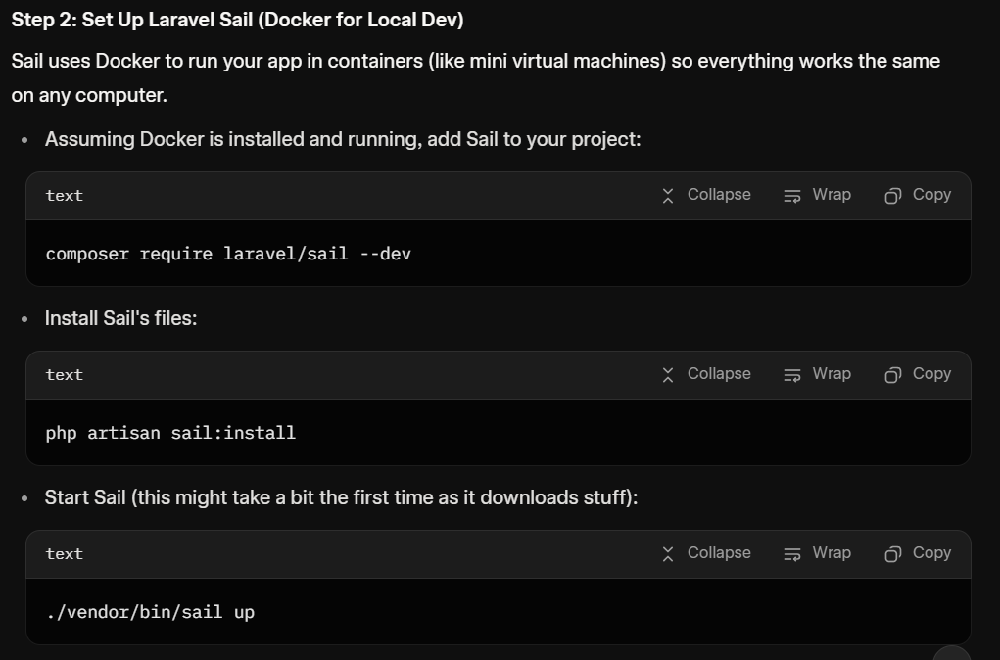 Step 2: Set Up Laravel Sail (Docker for Local Dev)
Sail uses Docker to run your app in containers (like mini virtual machines) so everything works the same
on any computer.
• Assuming Docker is installed and running, add Sail to your project:
text Collapse Wrap Copy
composer require laravel/sail --dev
• Install Sail's files:
text Collapse Wrap Copy
php artisan sail:install
• Start Sail (this might take a bit the first time as it downloads stuff):
text Collapse Wrap Copy
./vendor/bin/sail up